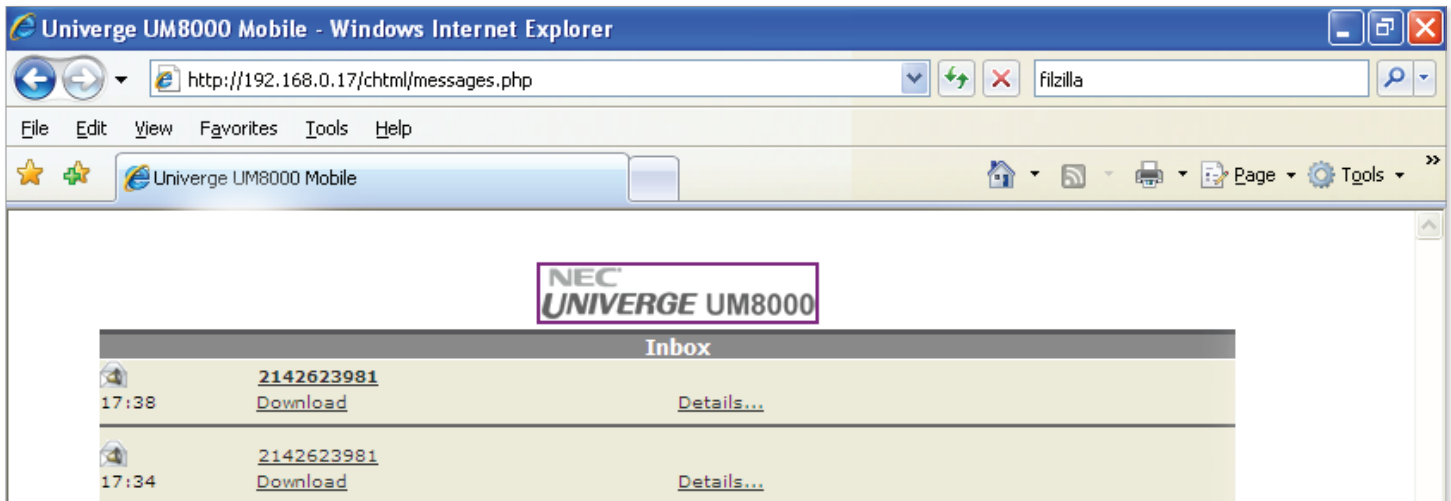 Univerge UM8000 Mobile - Windows Internet Explorer
http://192.168.0.17/chtml/messages.php
filzilla
File Edit View Favorites Tools Help
Univerge UM8000 Mobile
Page Tools
NEC
UNIVERGE UM8000
Inbox
2142623981
17:38 Download Details...
2142623981
17:34 Download Details...